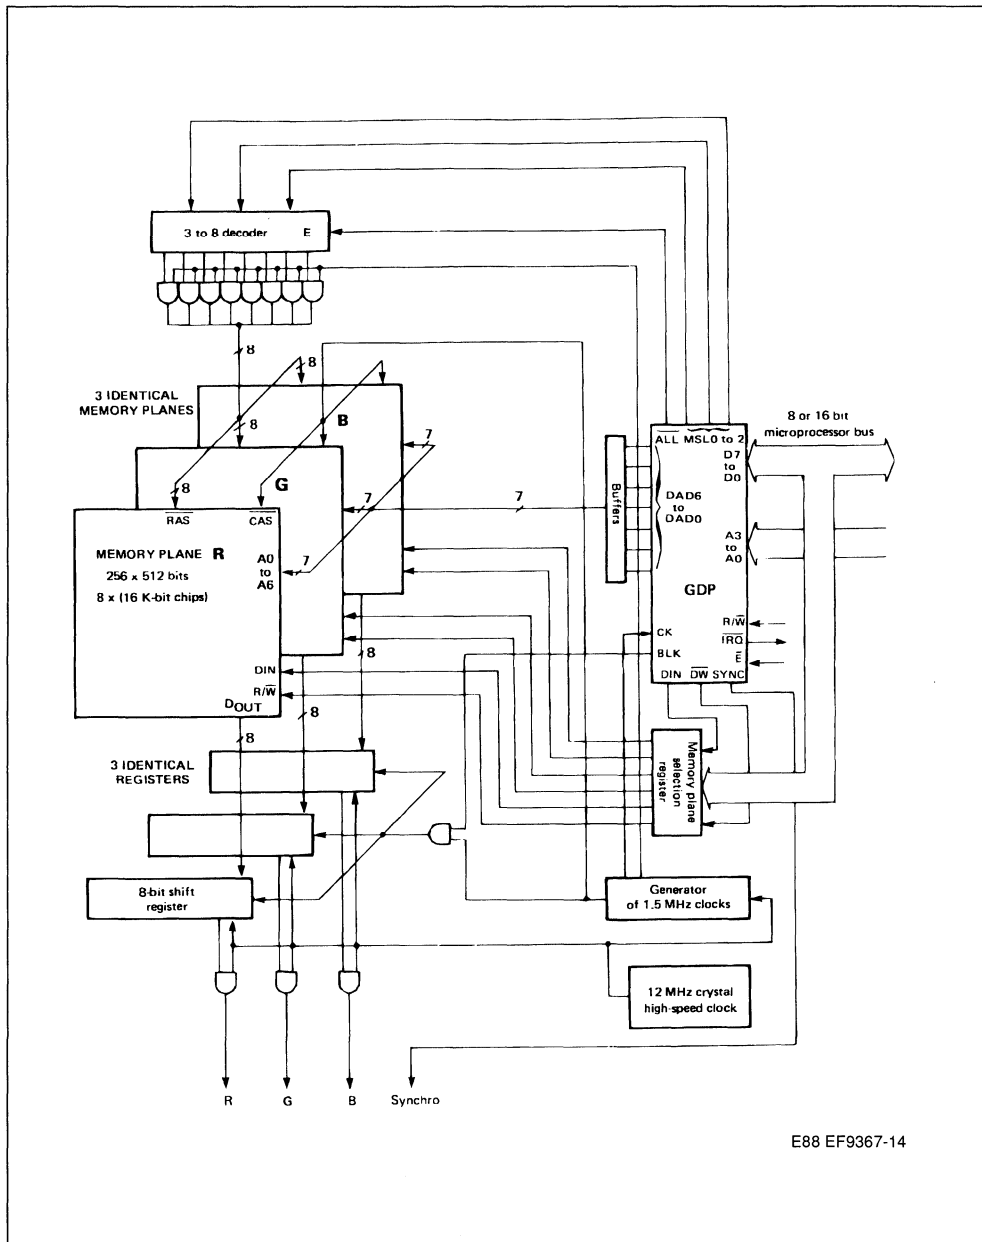 3 to 8 decoder E
8
3 IDENTICAL
MEMORY PLANES
8
8
B
7
8
G
7
7
RAS CAS
MEMORY PLANE R
256 x 512 bits
8 x (16 K-bit chips)
A0
to
A6
7
DIN
R/W
DOUT
8
8
8
3 IDENTICAL
REGISTERS
8-bit shift
register
Buffers
ALL MSL0 to 2
D7
to
D0
DAD6
to
DAD0
A3
to
A0
GDP
R/W
CK
IRQ
BLK
E
DIN DW SYNC
8 or 16 bit
microprocessor bus
Memory plane
selection
register
Generator
of 1.5 MHz clocks
12 MHz crystal
high-speed clock
R G B Synchro
E88 EF9367-14